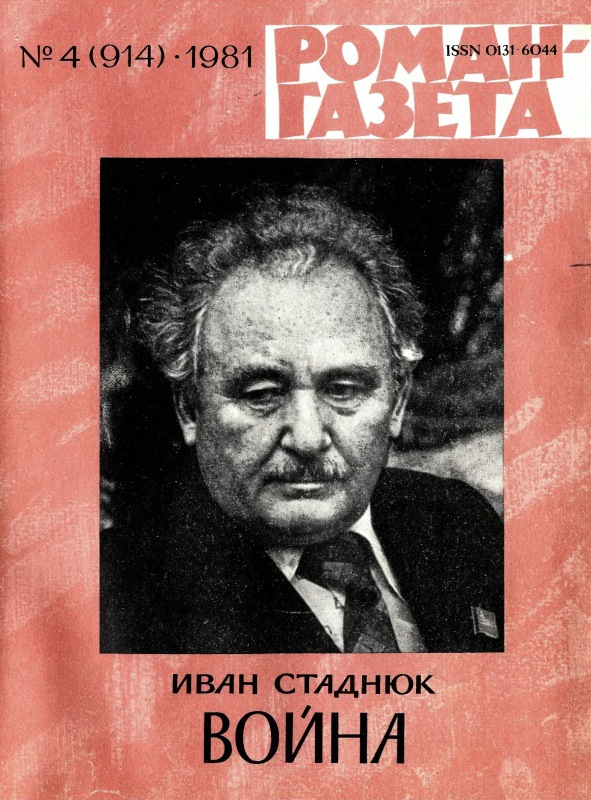 № 4 (914) · 1981
РОМАН-
ISSN 0131-6044
ГАЗЕТА
ИВАН СТАДНЮК
ВОЙНА